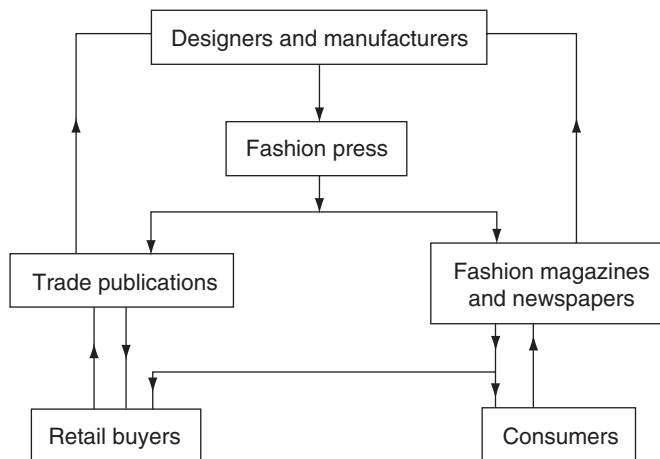 Designers and manufacturers
Fashion press
Trade publications
Fashion magazines
and newspapers
Retail buyers
Consumers